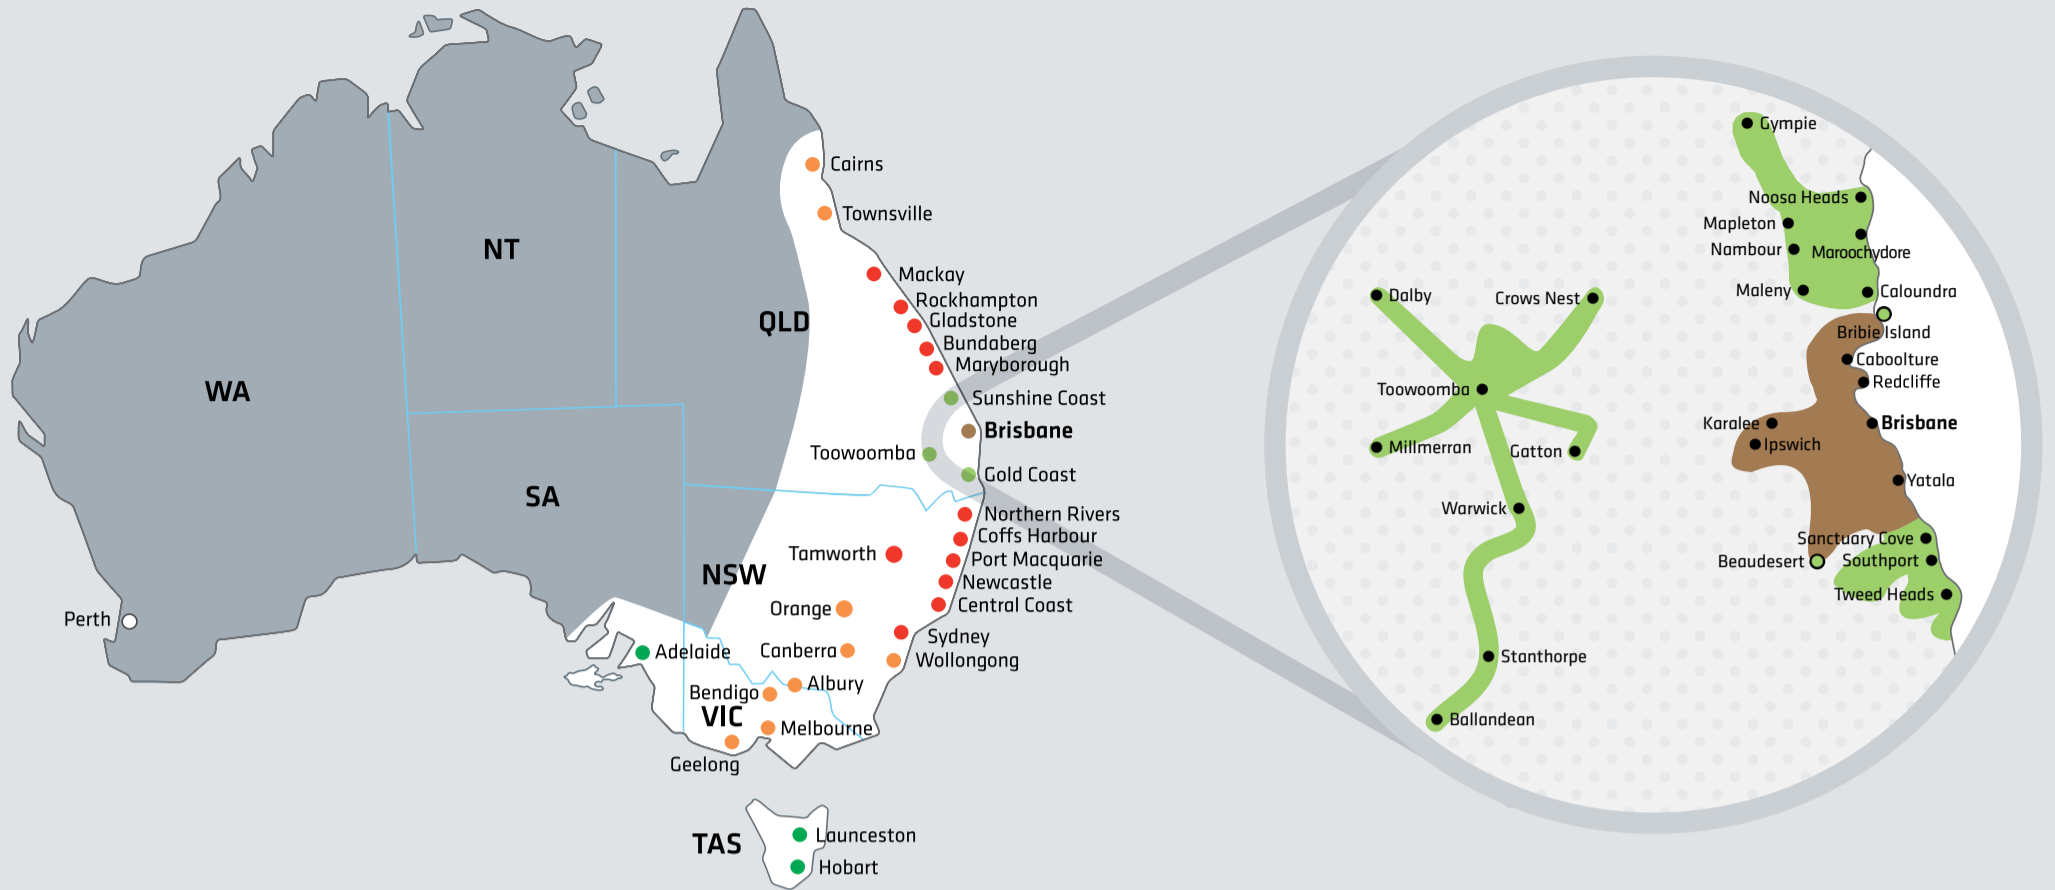 WA
NT
QLD
SA
NSW
VIC
TAS
Perth
Cairns
Townsville
Mackay
Rockhampton
Gladstone
Bundaberg
Maryborough
Sunshine Coast
Brisbane
Toowoomba
Gold Coast
Northern Rivers
Coffs Harbour
Tamworth
Port Macquarie
Newcastle
Orange
Central Coast
Sydney
Canberra
Wollongong
Adelaide
Albury
Bendigo
Melbourne
Geelong
Launceston
Hobart
Dalby
Crows Nest
Toowoomba
Millmerran
Gatton
Warwick
Stanthorpe
Ballandean
Gympie
Noosa Heads
Mapleton
Nambour
Maroochydore
Maleny
Caloundra
Bribie Island
Caboolture
Redcliffe
Karalee
Brisbane
Ipswich
Yatala
Sanctuary Cove
Beaudesert
Southport
Tweed Heads